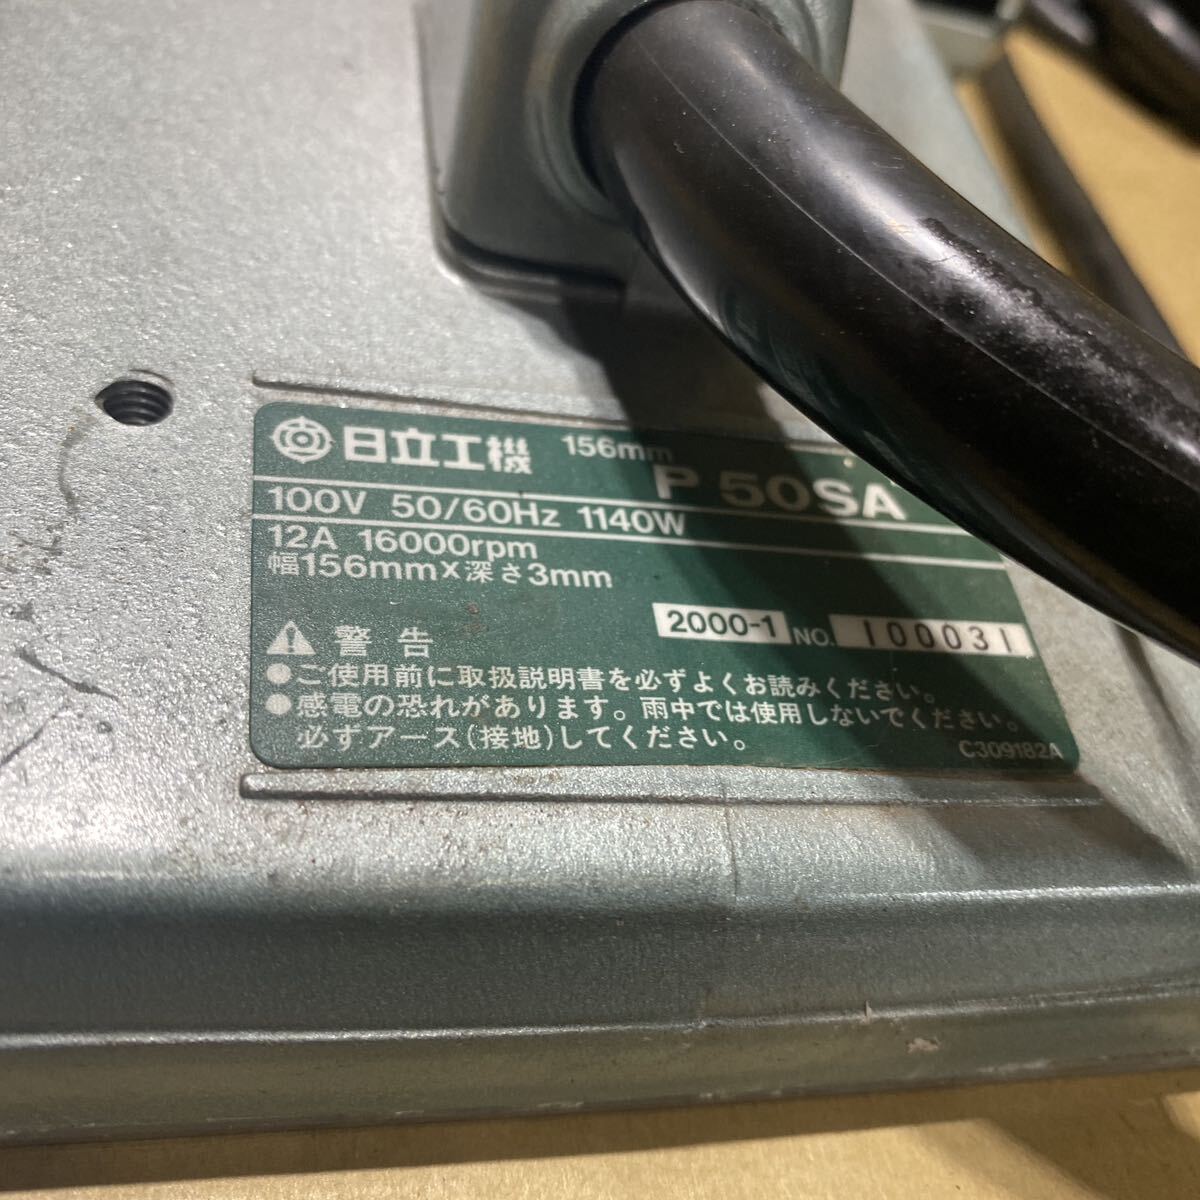 日立工機 156mm P 50SA
100V 50/60Hz 1140W
12A 16000rpm
幅156mm×深さ3mm
2000-1 NO. 100031
警告
●ご使用前に取扱説明書を必ずよくお読みください。
●感電の恐れがあります。雨中では使用しないでください。
必ずアース(接地)してください。
C309182A